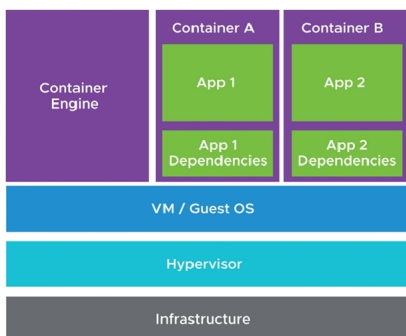 Container
Engine
Container A
App 1
App 1
Dependencies
Container B
App 2
App 2
Dependencies
VM / Guest OS
Hypervisor
Infrastructure